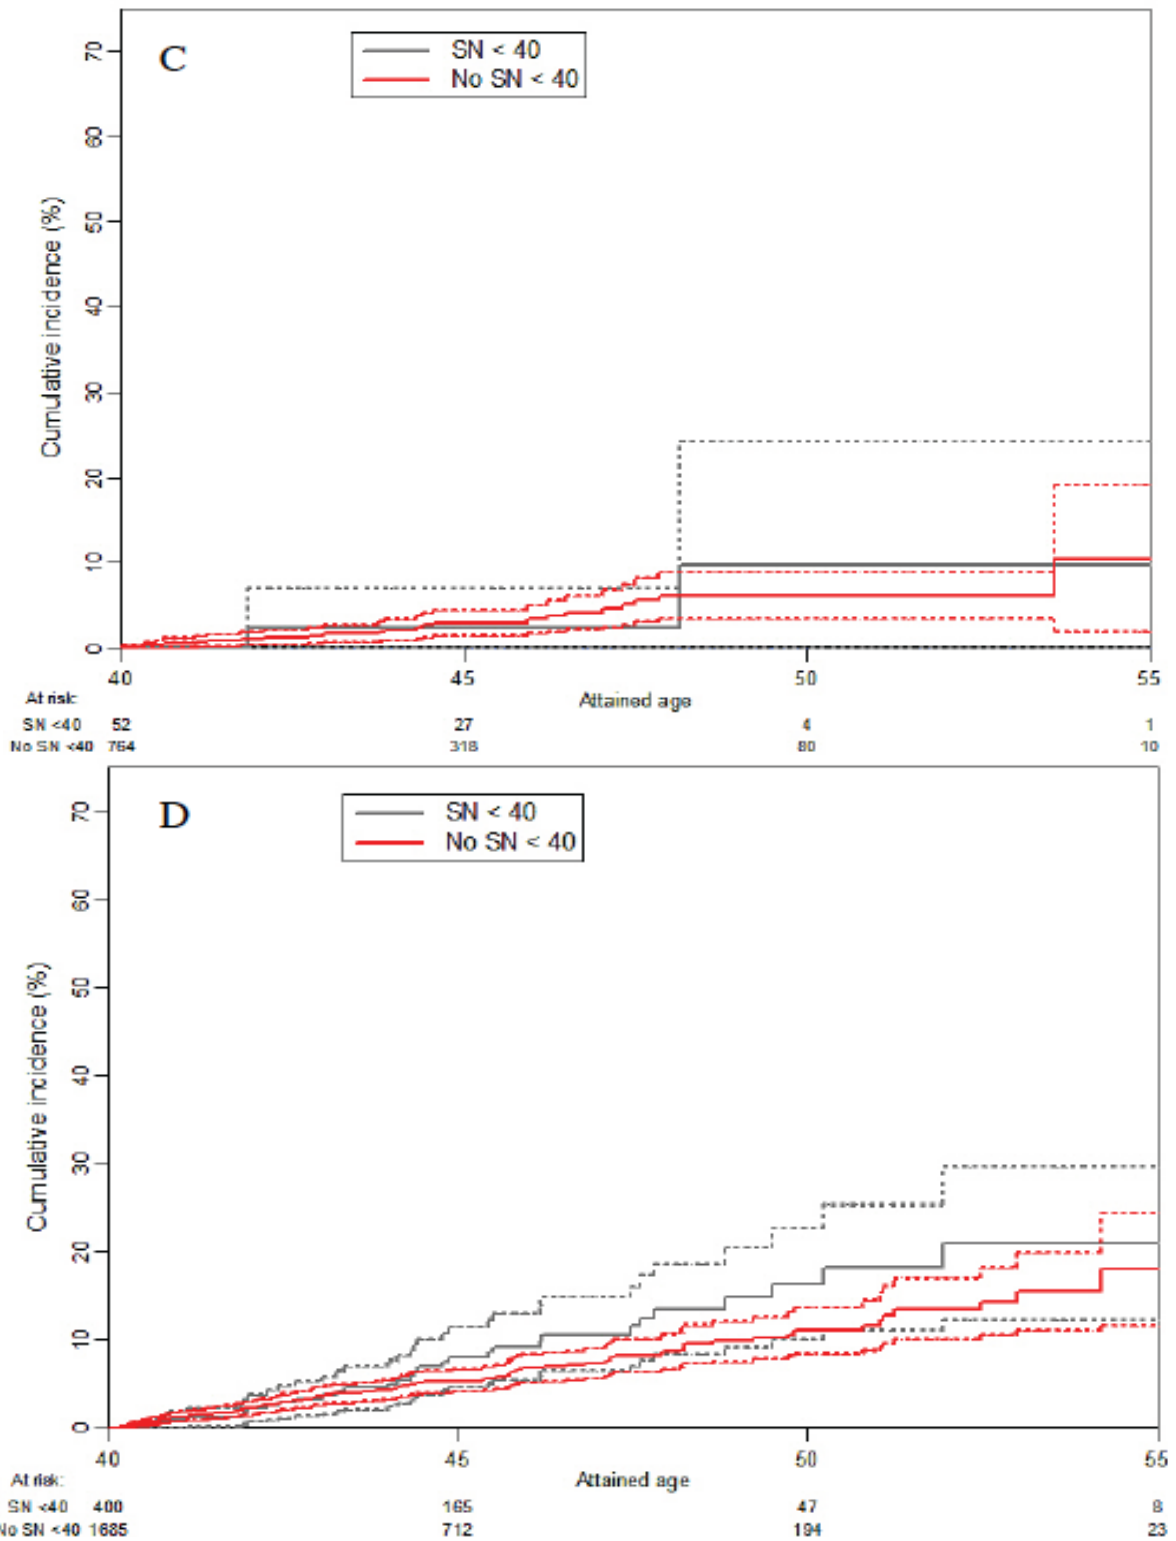 C
SN < 40
No SN < 40
70
60
50
40
30
20
10
0
Cumulative incidence (%)
40 45 50 55
Attained age
At risk:
SN <40 52 27 4 1
No SN <40 764 318 80 10
D
SN < 40
No SN < 40
70
60
50
40
30
20
10
0
Cumulative incidence (%)
40 45 50 55
Attained age
At risk:
SN <40 400 165 47 8
No SN <40 1685 712 194 23